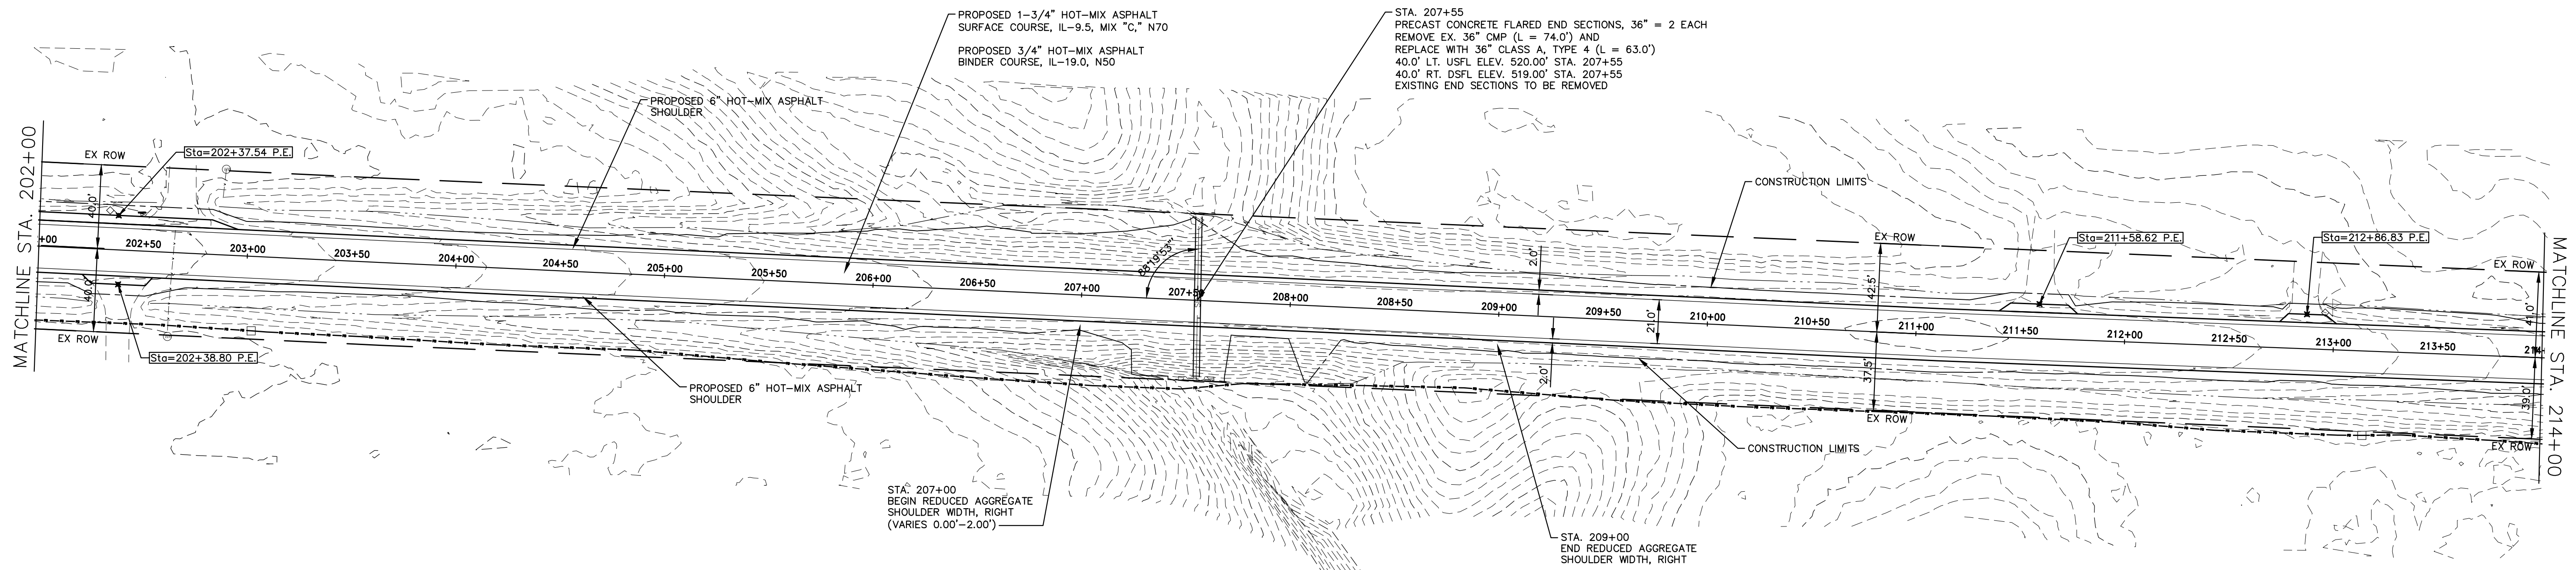 PROPOSED 1-3/4" HOT-MIX ASPHALT
SURFACE COURSE, IL-9.5, MIX "C," N70
PROPOSED 3/4" HOT-MIX ASPHALT
BINDER COURSE, IL-19.0, N50
STA. 207+55
PRECAST CONCRETE FLARED END SECTIONS, 36" = 2 EACH
REMOVE EX. 36" CMP (L = 74.0') AND
REPLACE WITH 36" CLASS A, TYPE 4 (L = 63.0')
40.0' LT. USFL ELEV. 520.00' STA. 207+55
40.0' RT. DSFL ELEV. 519.00' STA. 207+55
EXISTING END SECTIONS TO BE REMOVED
PROPOSED 6" HOT-MIX ASPHALT
SHOULDER
MATCHLINE STA. 202+00
EX ROW
Sta=202+37.54 P.E.
40.0'
CONSTRUCTION LIMITS
EX ROW
Sta=211+58.62 P.E.
Sta=212+86.83 P.E.
EX ROW
MATCHLINE STA. 214+00
+00
202+50
203+00
203+50
204+00
204+50
205+00
205+50
206+00
206+50
207+00
207+50
88°19'53"
208+00
208+50
209+00
209+50
210+00
210+50
211+00
211+50
212+00
212+50
213+00
213+50
214
2.0'
21.0'
2.0'
42.5'
37.5'
41.0'
39.0'
40.0'
EX ROW
Sta=202+38.80 P.E.
PROPOSED 6" HOT-MIX ASPHALT
SHOULDER
EX ROW
CONSTRUCTION LIMITS
EX ROW
STA. 207+00
BEGIN REDUCED AGGREGATE
SHOULDER WIDTH, RIGHT
(VARIES 0.00'-2.00')
STA. 209+00
END REDUCED AGGREGATE
SHOULDER WIDTH, RIGHT